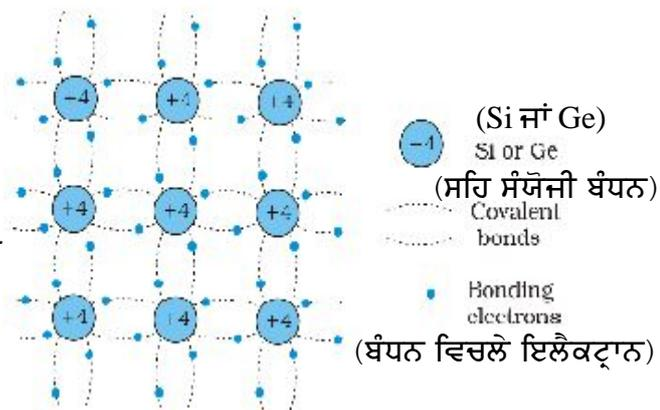 +4 +4 +4
+4 +4 +4
+4 +4 +4
(Si ਜਾਂ Ge)
+4 Si or Ge
(ਸਹਿ ਸੰਯੋਜੀ ਬੰਧਨ)
Covalent
bonds
Bonding
electrons
(ਬੰਧਨ ਵਿਚਲੇ ਇਲੈਕਟ੍ਰਾਨ)